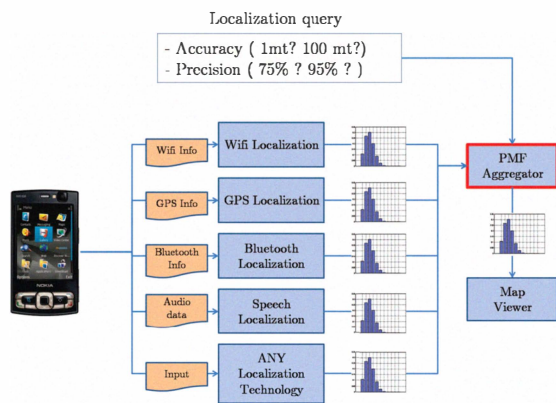 Localization query
- Accuracy ( 1mt? 100 mt?)
- Precision ( 75% ? 95% ? )
Wifi Info
Wifi Localization
PMF
Aggregator
GPS Info
GPS Localization
Bluetooth
Info
Bluetooth
Localization
Audio
data
Speech
Localization
Map
Viewer
Input
ANY
Localization
Technology
NOKIA